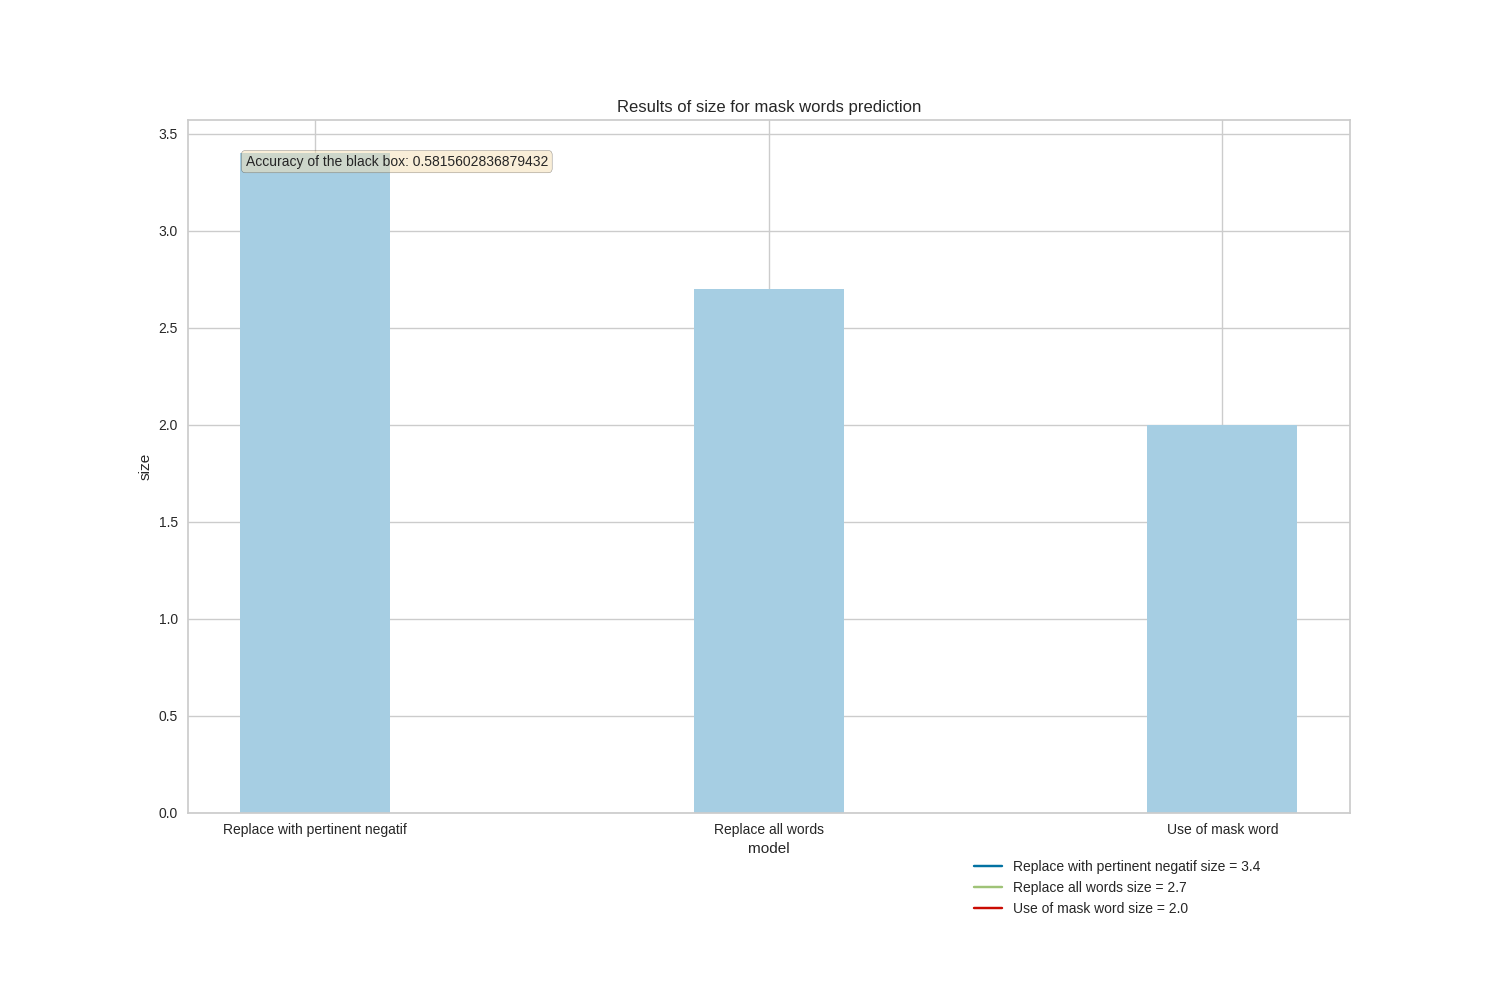 Results of size for mask words prediction
3.5
Accuracy of the black box: 0.5815602836879432
3.0
2.5
2.0
size
1.5
1.0
0.5
0.0
Replace with pertinent negatif
Replace all words
Use of mask word
model
Replace with pertinent negatif size = 3.4
Replace all words size = 2.7
Use of mask word size = 2.0